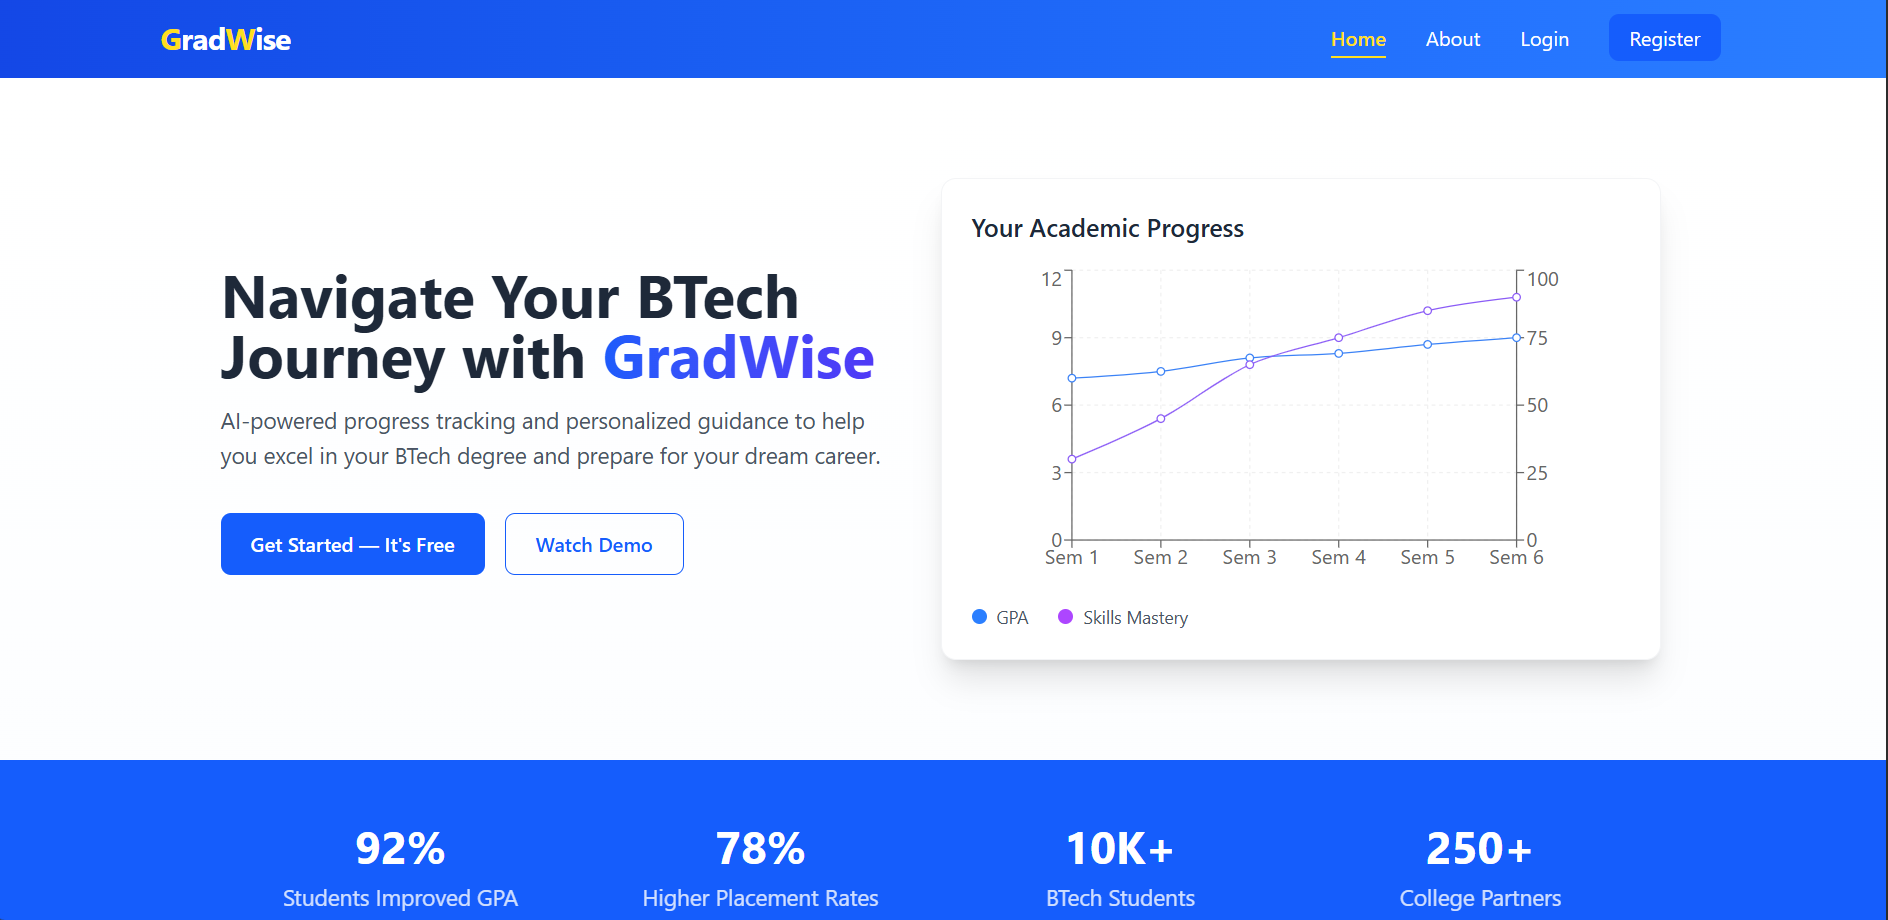 GradWise
Home
About
Login
Register
Navigate Your BTech
Journey with GradWise
AI-powered progress tracking and personalized guidance to help
you excel in your BTech degree and prepare for your dream career.
Get Started — It's Free
Watch Demo
Your Academic Progress
12
9
6
3
0
100
75
50
25
0
Sem 1 Sem 2 Sem 3 Sem 4 Sem 5 Sem 6
GPA
Skills Mastery
92%
Students Improved GPA
78%
Higher Placement Rates
10K+
BTech Students
250+
College Partners